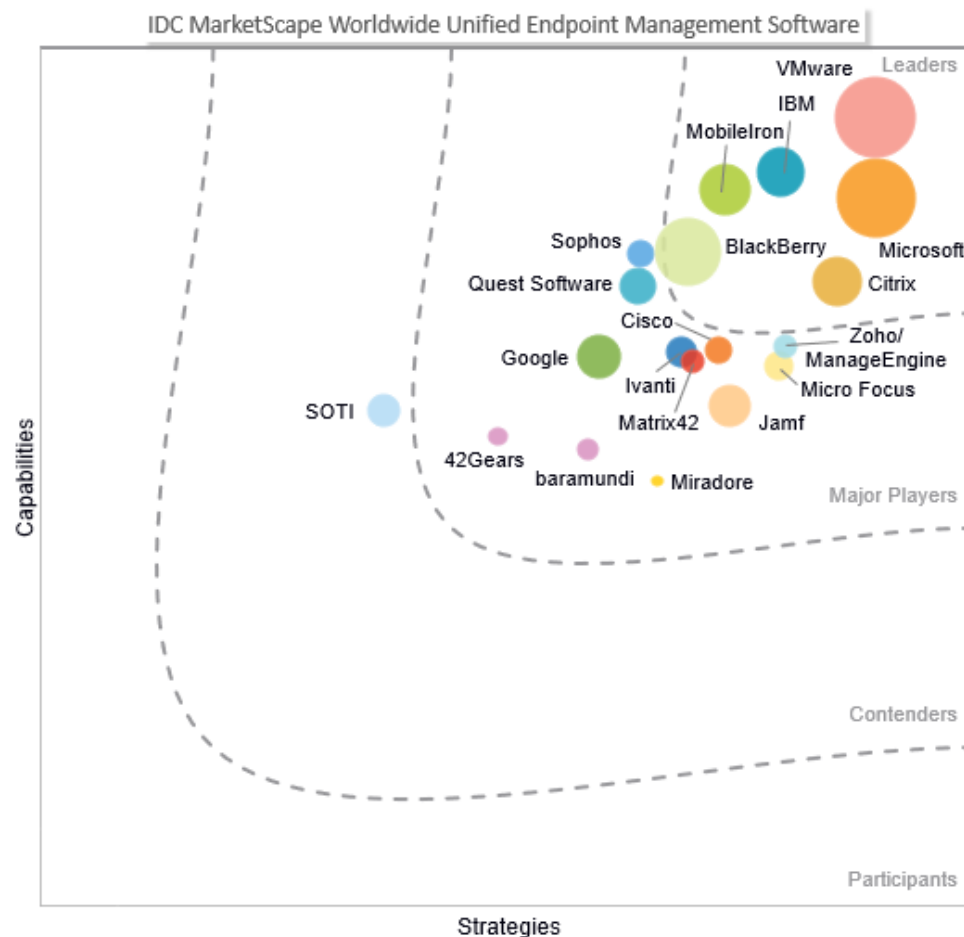 IDC MarketScape Worldwide Unified Endpoint Management Software
Leaders
VMware
IBM
MobileIron
Sophos
BlackBerry
Microsoft
Quest Software
Citrix
Cisco
Zoho/
ManageEngine
Google
Ivanti
Micro Focus
SOTI
Matrix42
Jamf
42Gears
baramundi
Miradore
Major Players
Capabilities
Contenders
Participants
Strategies